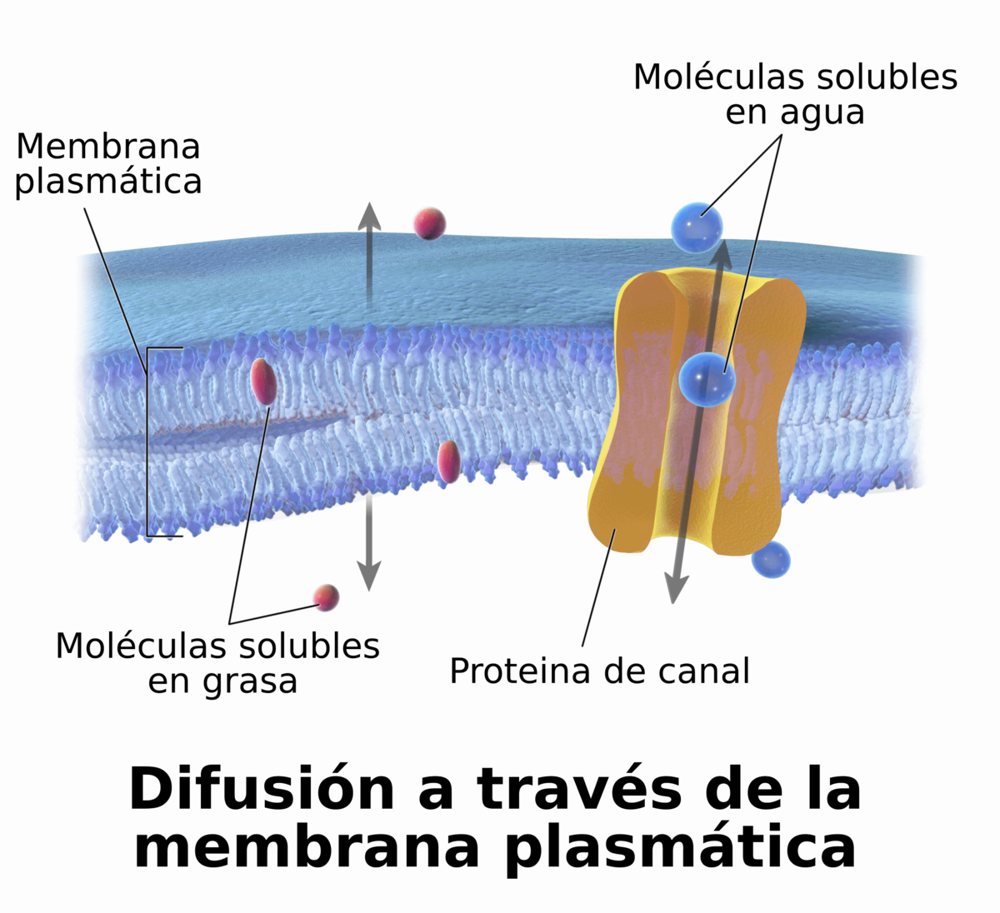 Moléculas solubles
en agua
Membrana
plasmática
Moléculas solubles
en grasa
Proteina de canal
Difusión a través de la
membrana plasmática